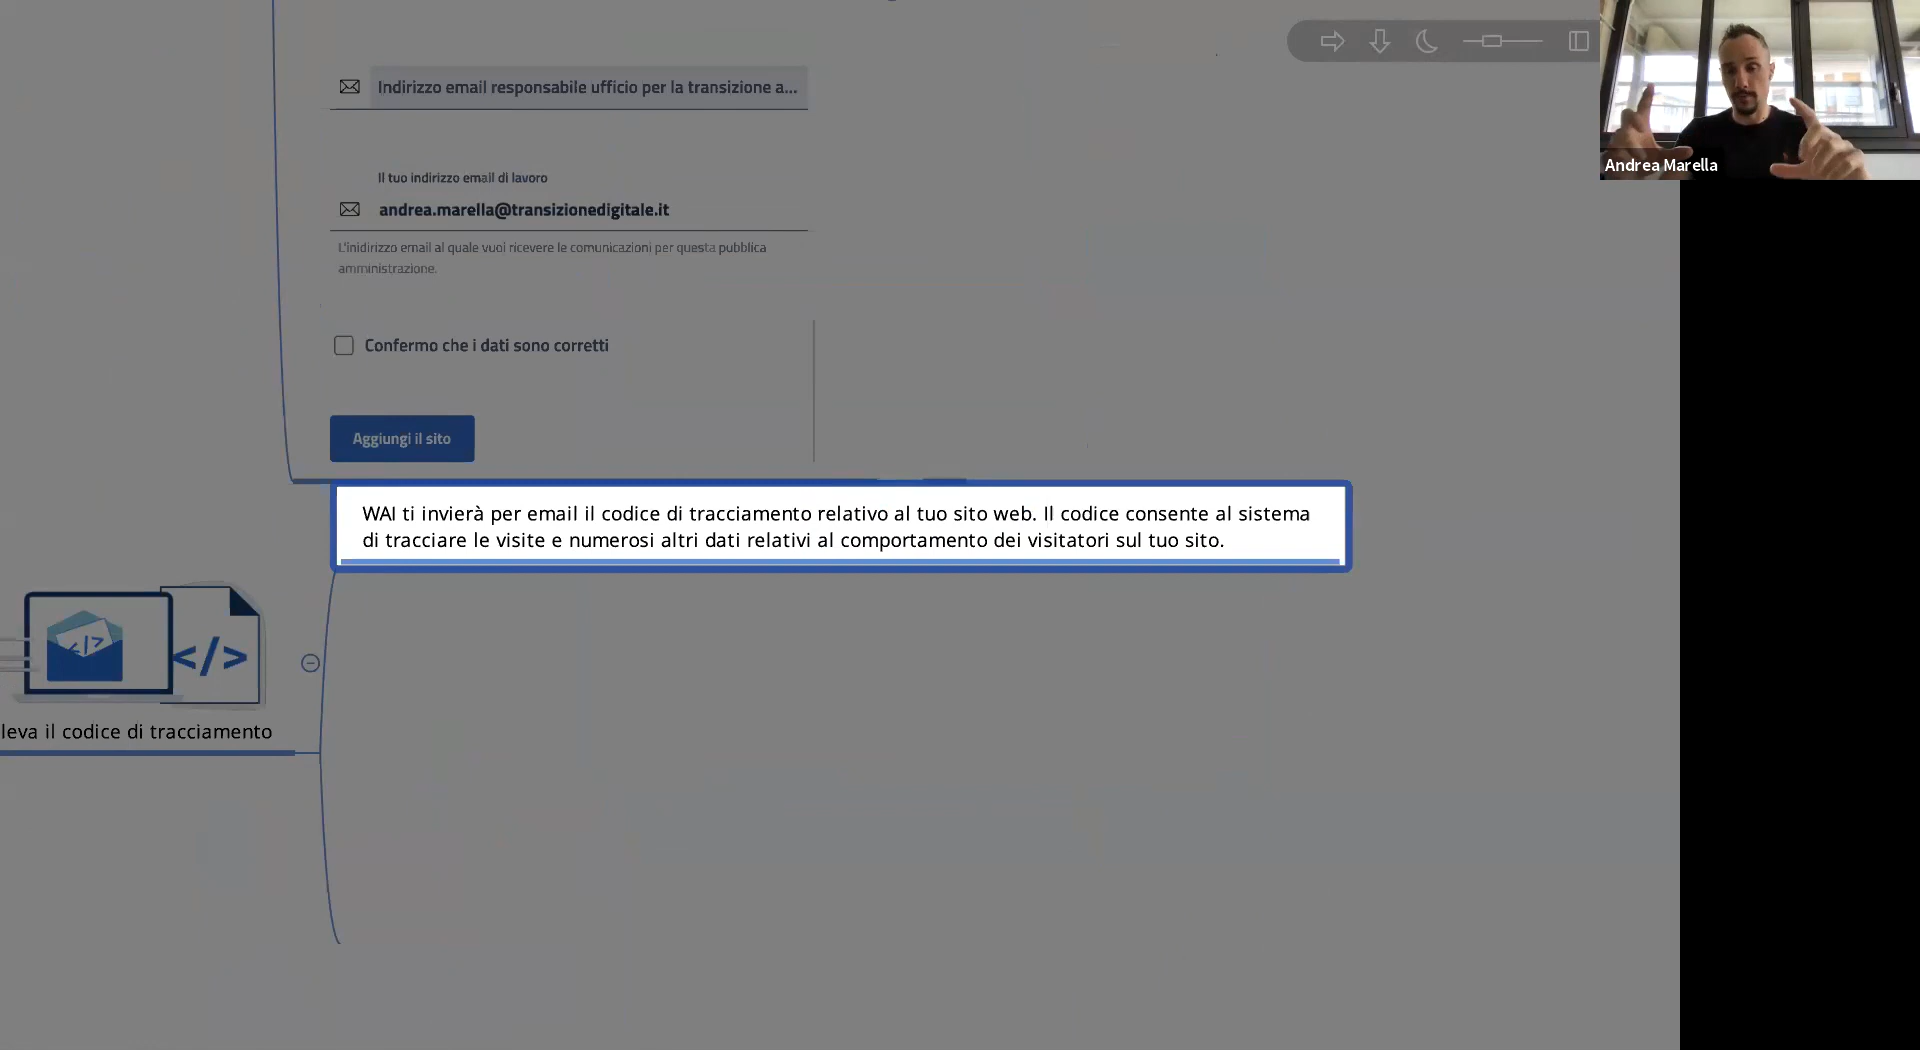 Indirizzo email responsabile ufficio per la transizione a...
Il tuo indirizzo email di lavoro
andrea.marella@transizionedigitale.it
L'inidirizzo email al quale vuoi ricevere le comunicazioni per questa pubblica
amministrazione.
Confermo che i dati sono corretti
Aggiungi il sito
WAI ti invierà per email il codice di tracciamento relativo al tuo sito web. Il codice consente al sistema
di tracciare le visite e numerosi altri dati relativi al comportamento dei visitatori sul tuo sito.
</>
</>
leva il codice di tracciamento
Andrea Marella